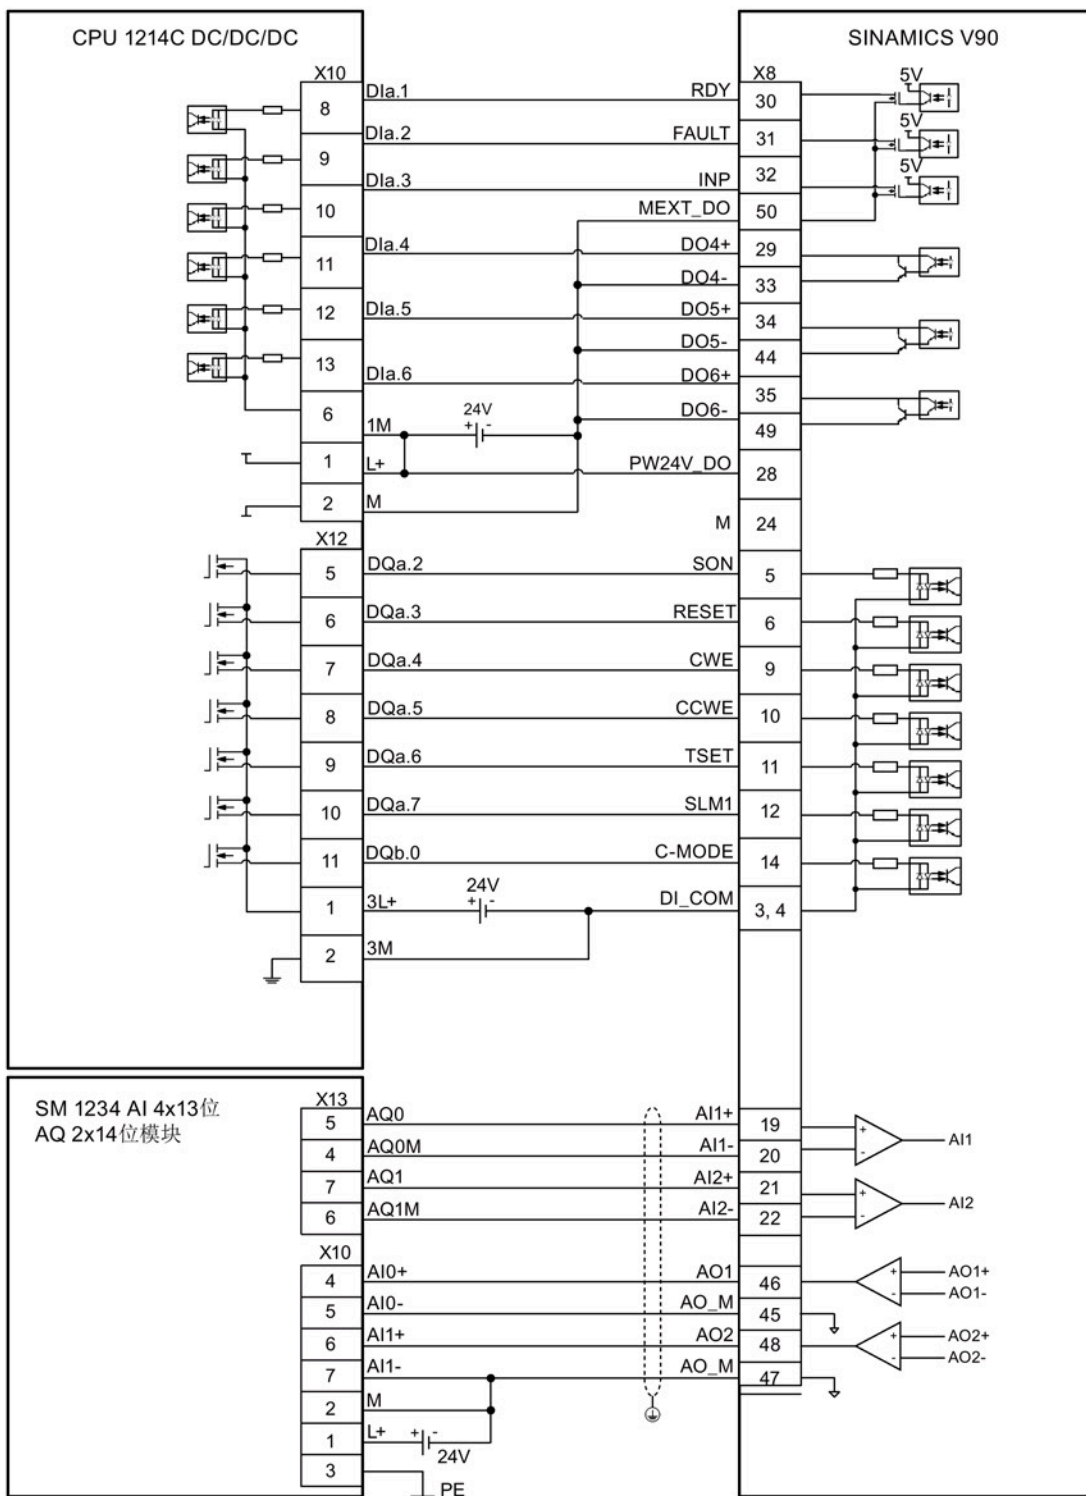 CPU 1214C DC/DC/DC
SINAMICS V90
X10
X8
8 DIa.1 RDY 30 5V
9 DIa.2 FAULT 31 5V
10 DIa.3 INP 32 5V
MEXT_DO 50
11 DIa.4 DO4+ 29
DO4- 33
12 DIa.5 DO5+ 34
DO5- 44
13 DIa.6 DO6+ 35
6 1M 24V + - DO6- 49
1 L+ PW24V_DO 28
2 M M 24
X12
5 DQa.2 SON 5
6 DQa.3 RESET 6
7 DQa.4 CWE 9
8 DQa.5 CCWE 10
9 DQa.6 TSET 11
10 DQa.7 SLM1 12
11 DQb.0 C-MODE 14
1 3L+ 24V + - DI_COM 3, 4
2 3M
SM 1234 AI 4x13位
AQ 2x14位模块
X13
5 AQ0 AI1+ 19 +
4 AQ0M AI1- 20 - AI1
7 AQ1 AI2+ 21 +
6 AQ1M AI2- 22 - AI2
X10
4 AI0+ AO1 46 + AO1+
- AO1-
5 AI0- AO_M 45
6 AI1+ AO2 48 + AO2+
- AO2-
7 AI1- AO_M 47
2 M
1 L+ + - 24V
3 PE